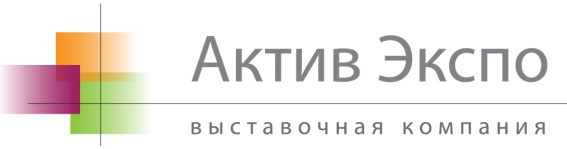 Актив Экспо
выставочная компания